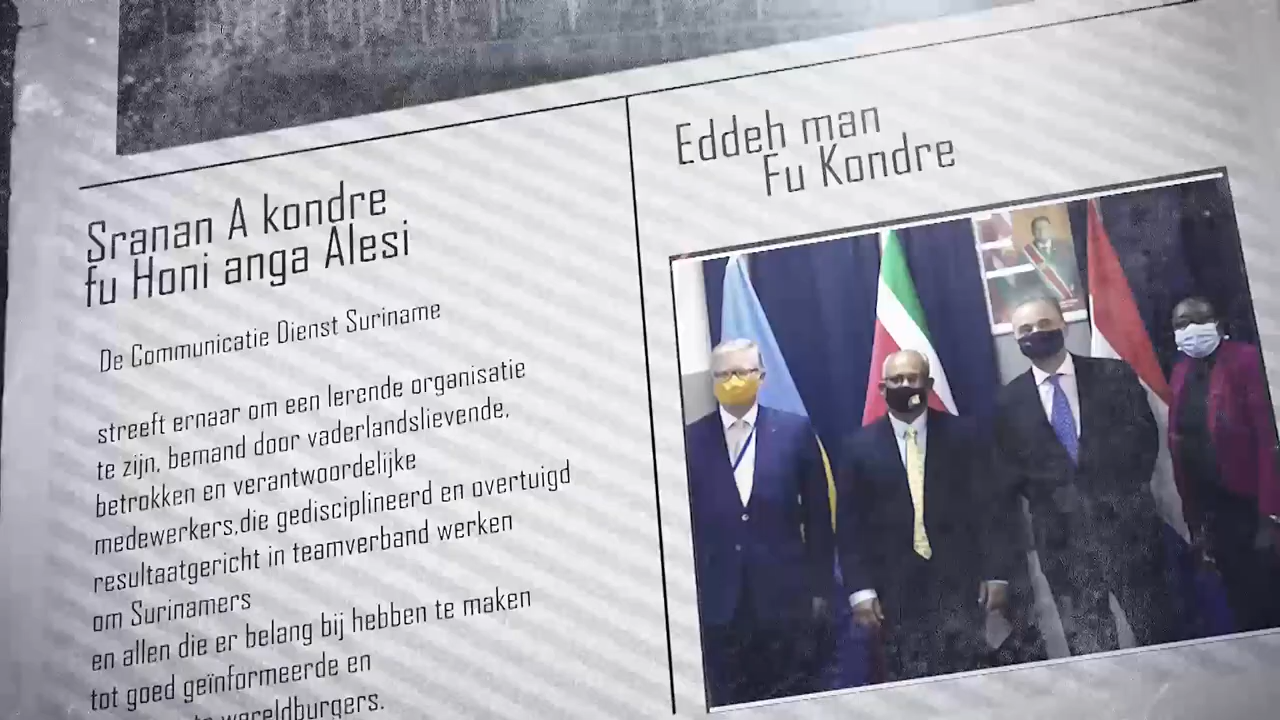 Sranan A kondre
fu Honi anga Alesi
De Communicatie Dienst Suriname
streeft ernaar om een lerende organisatie
te zijn, bemand door vaderlandslievende,
betrokken en verantwoordelijke
medewerkers,die gedisciplineerd en overtuigd
resultaatgericht in teamverband werken
om Surinamers
en allen die er belang bij hebben te maken
tot goed geïnformeerde en
wereldburgers.
Eddeh man
Fu Kondre